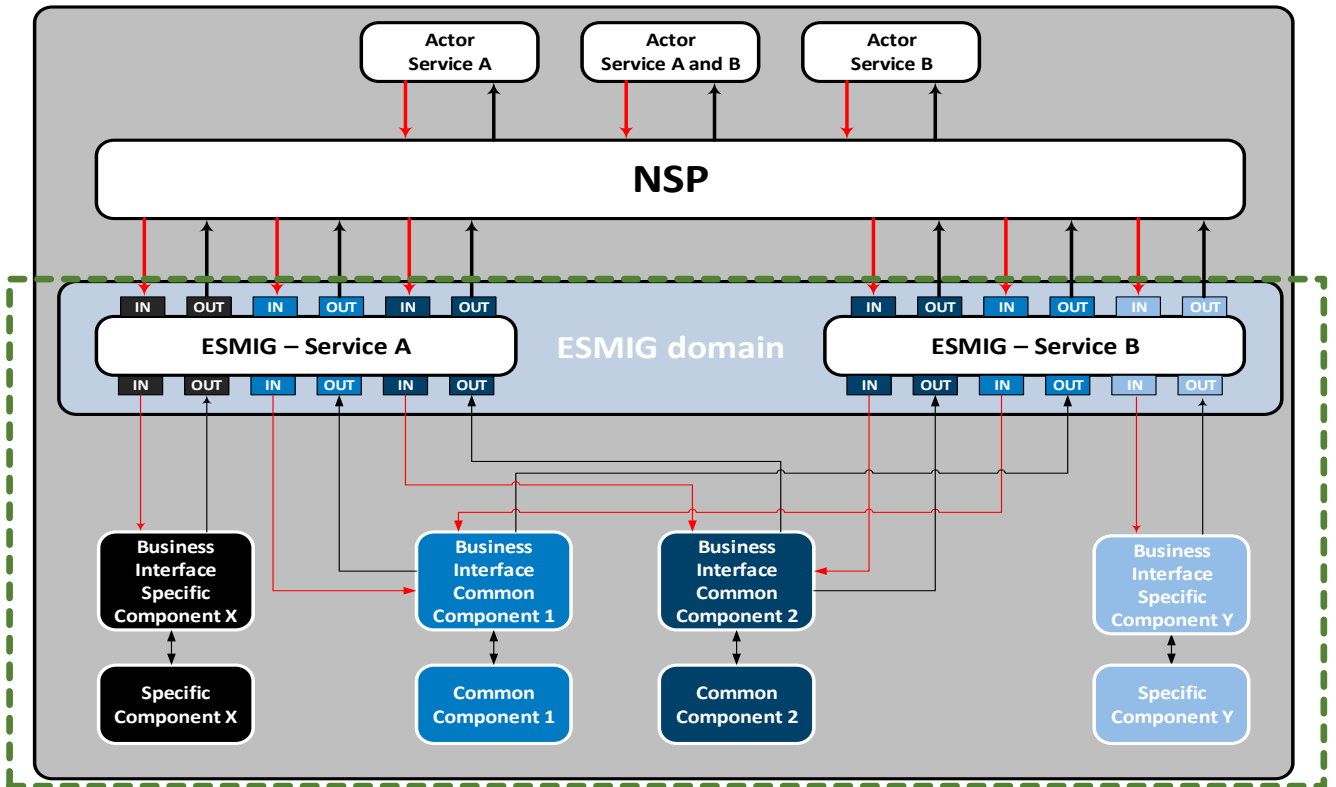 Actor
Service A
Actor
Service A and B
Actor
Service B
NSP
IN
OUT
IN
OUT
IN
OUT
IN
OUT
IN
OUT
IN
OUT
ESMIG – Service A
ESMIG domain
ESMIG – Service B
IN
OUT
IN
OUT
IN
OUT
IN
OUT
IN
OUT
IN
OUT
Business
Interface
Specific
Component X
Business
Interface
Common
Component 1
Business
Interface
Common
Component 2
Business
Interface
Specific
Component Y
Specific
Component X
Common
Component 1
Common
Component 2
Specific
Component Y